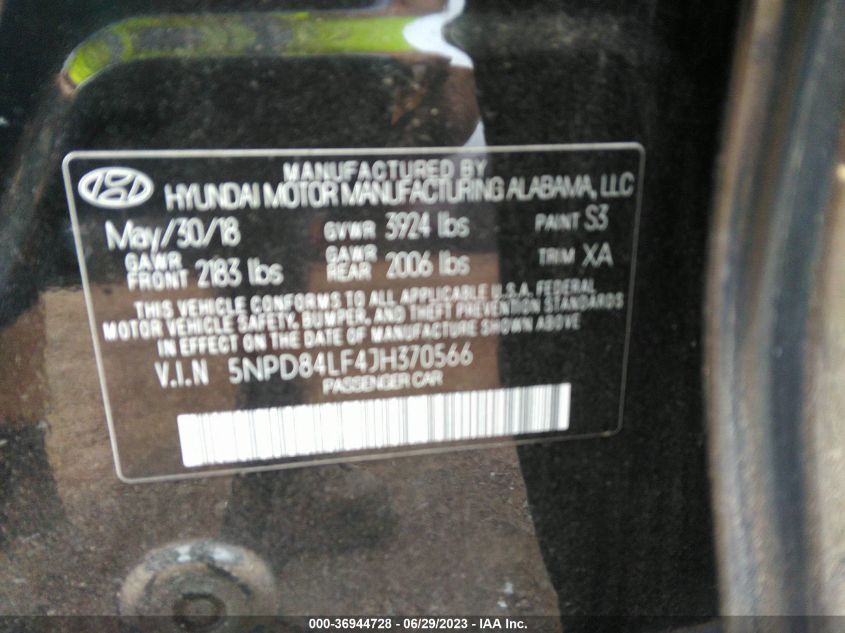 MANUFACTURED BY
HYUNDAI MOTOR MANUFACTURING ALABAMA, LLC
May/30/18 GVWR 3924 lbs PAINT S3
GAWR FRONT 2183 lbs GAWR REAR 2006 lbs TRIM XA
THIS VEHICLE CONFORMS TO ALL APPLICABLE U.S.A. FEDERAL
MOTOR VEHICLE SAFETY, BUMPER, AND THEFT PREVENTION STANDARDS
IN EFFECT ON THE DATE OF MANUFACTURE SHOWN ABOVE.
V.I.N 5NPD84LF4JH370566
PASSENGER CAR
000-36944728 - 06/29/2023 - IAA Inc.